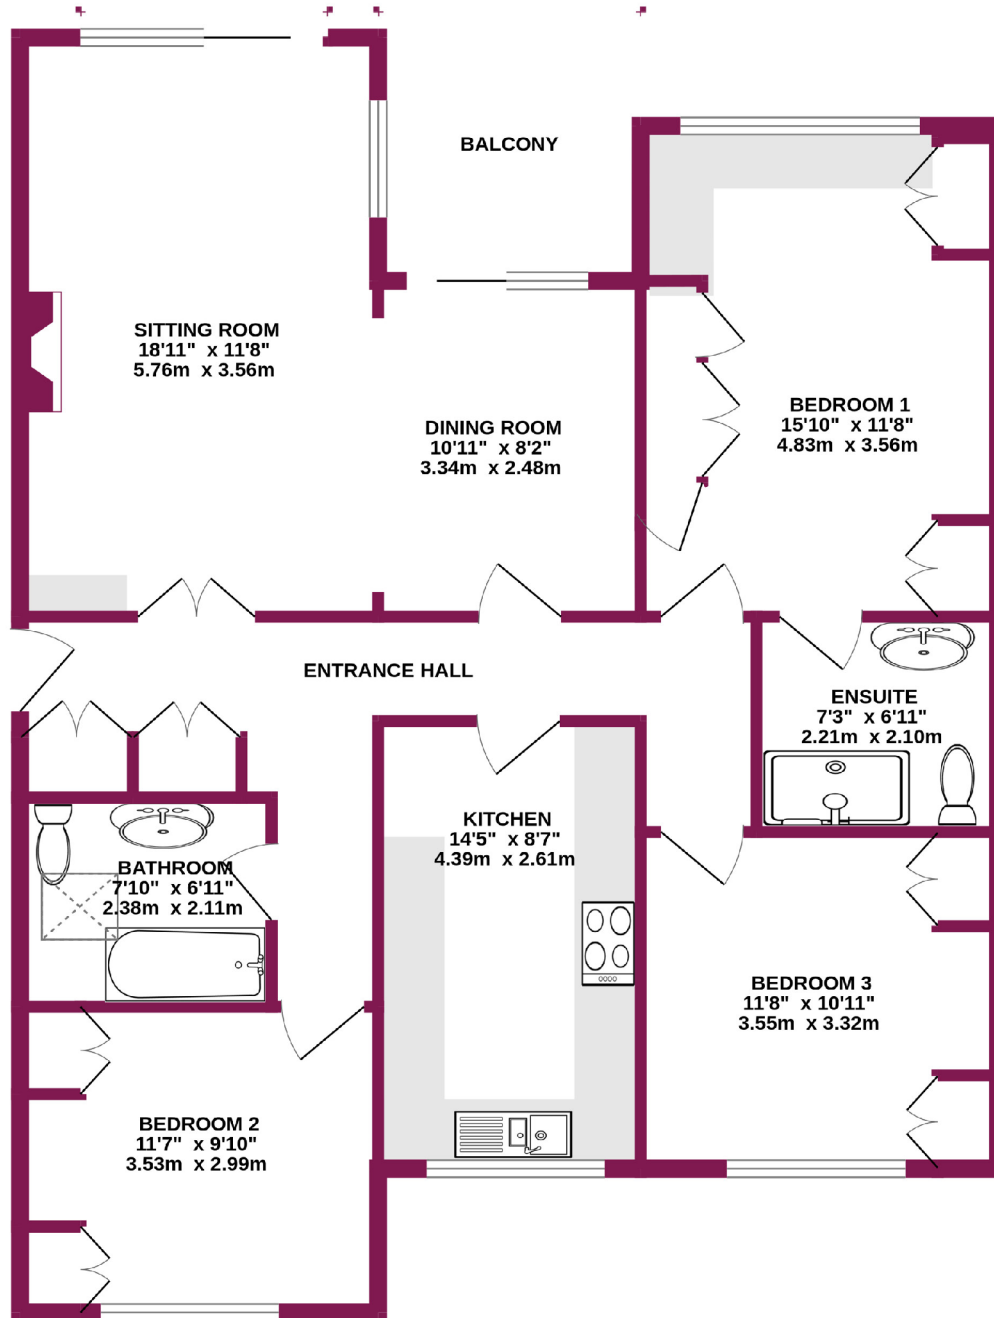 BALCONY
SITTING ROOM
18'11" x 11'8"
5.76m x 3.56m
DINING ROOM
10'11" x 8'2"
3.34m x 2.48m
BEDROOM 1
15'10" x 11'8"
4.83m x 3.56m
ENTRANCE HALL
ENSUITE
7'3" x 6'11"
2.21m x 2.10m
KITCHEN
14'5" x 8'7"
4.39m x 2.61m
BATHROOM
7'10" x 6'11"
2.38m x 2.11m
BEDROOM 3
11'8" x 10'11"
3.55m x 3.32m
BEDROOM 2
11'7" x 9'10"
3.53m x 2.99m